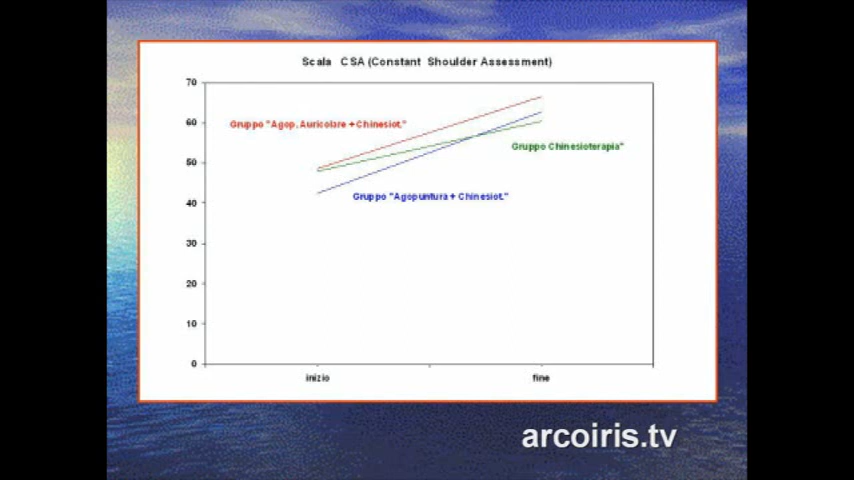 Scala CSA (Constant Shoulder Assessment)
70
60
50
40
30
20
10
0
Gruppo "Agop. Auricolare + Chinesiot."
Gruppo Chinesioterapia"
Gruppo "Agopuntura + Chinesiot."
inizio
fine
arcoiris.tv